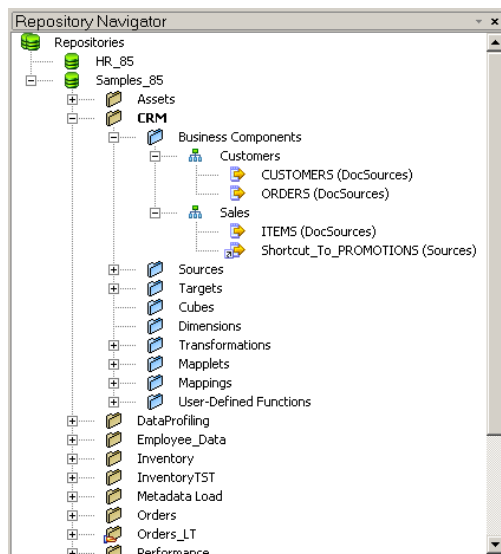 Repository Navigator
Repositories
HR_85
Samples_85
Assets
CRM
Business Components
Customers
CUSTOMERS (DocSources)
ORDERS (DocSources)
Sales
ITEMS (DocSources)
Shortcut_To_PROMOTIONS (Sources)
Sources
Targets
Cubes
Dimensions
Transformations
Mapplets
Mappings
User-Defined Functions
DataProfiling
Employee_Data
Inventory
InventoryTST
Metadata Load
Orders
Orders_LT
Performance